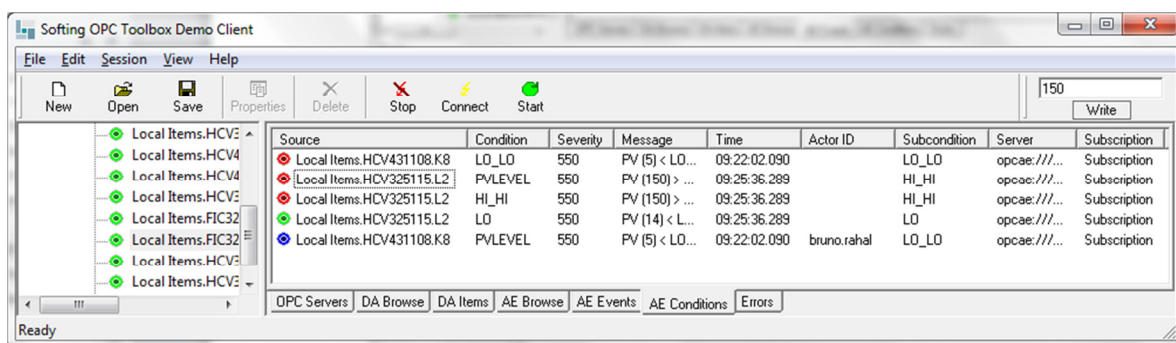 Softing OPC Toolbox Demo Client
File Edit Session View Help
New Open Save Properties Delete Stop Connect Start
150
Write
Local Items.HCV3
Local Items.HCV4
Local Items.HCV4
Local Items.HCV3
Local Items.FIC32
Local Items.FIC32
Local Items.HCV3
Local Items.HCV3
Source Condition Severity Message Time Actor ID Subcondition Server Subscription
Local Items.HCV431108.K8 LO_LO 550 PV (5) < LO... 09:22:02.090 LO_LO opcae:///... Subscription
Local Items.HCV325115.L2 PVLEVEL 550 PV (150) > ... 09:25:36.289 HI_HI opcae:///... Subscription
Local Items.HCV325115.L2 HI_HI 550 PV (150) > ... 09:25:36.289 HI_HI opcae:///... Subscription
Local Items.HCV325115.L2 LO 550 PV (14) < L... 09:25:36.289 LO opcae:///... Subscription
Local Items.HCV431108.K8 PVLEVEL 550 PV (5) < LO... 09:22:02.090 bruno.rahal LO_LO opcae:///... Subscription
OPC Servers DA Browse DA Items AE Browse AE Events AE Conditions Errors
Ready